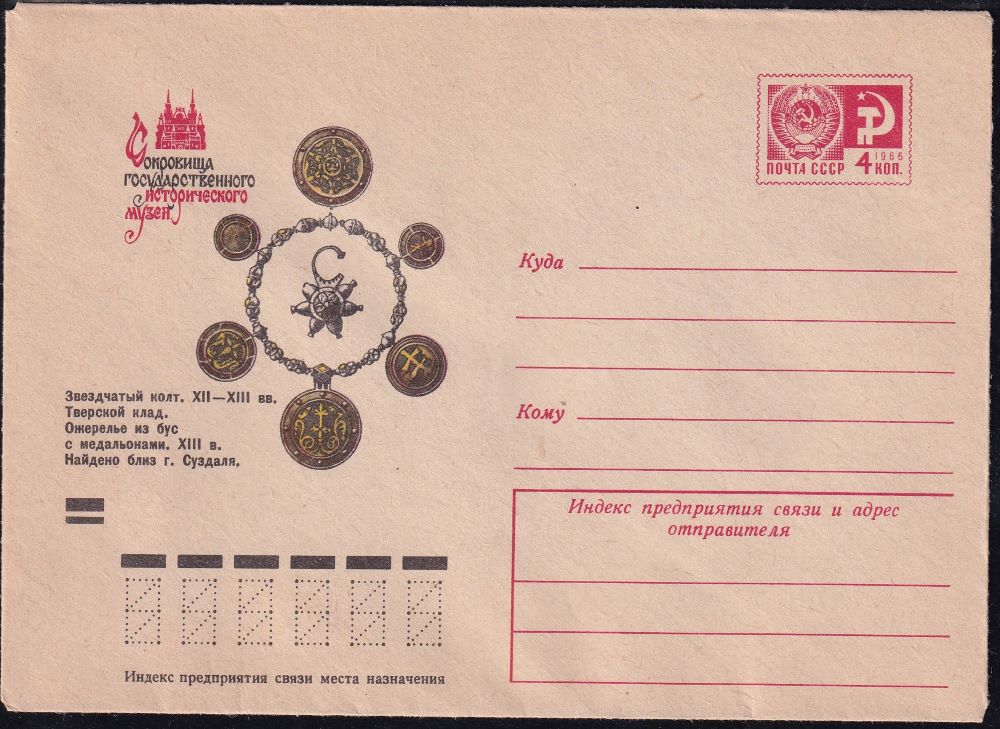 Сокровища
государственного
исторического
музея
ПОЧТА СССР
1966
4 КОП.
Куда
Кому
Звездчатый колт. XII—XIII вв.
Тверской клад.
Ожерелье из бус
с медальонами. XIII в.
Найдено близ г. Суздаля.
Индекс предприятия связи и адрес
отправителя
Индекс предприятия связи места назначения